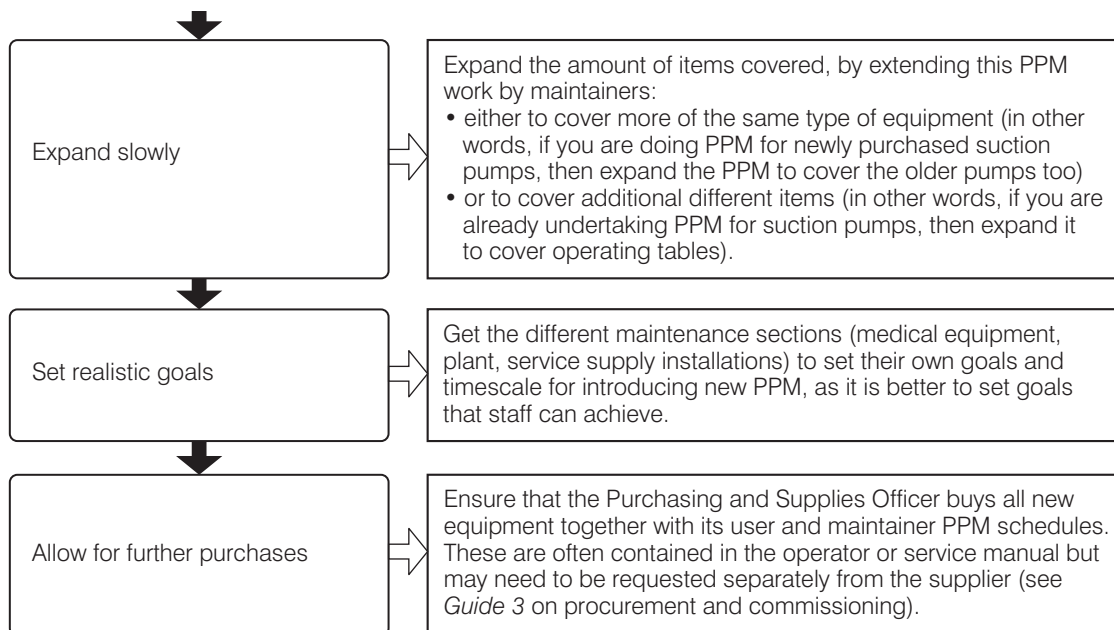 Expand slowly
Expand the amount of items covered, by extending this PPM
work by maintainers:
• either to cover more of the same type of equipment (in other
words, if you are doing PPM for newly purchased suction
pumps, then expand the PPM to cover the older pumps too)
• or to cover additional different items (in other words, if you are
already undertaking PPM for suction pumps, then expand it
to cover operating tables).
Set realistic goals
Get the different maintenance sections (medical equipment,
plant, service supply installations) to set their own goals and
timescale for introducing new PPM, as it is better to set goals
that staff can achieve.
Allow for further purchases
Ensure that the Purchasing and Supplies Officer buys all new
equipment together with its user and maintainer PPM schedules.
These are often contained in the operator or service manual but
may need to be requested separately from the supplier (see
Guide 3 on procurement and commissioning).